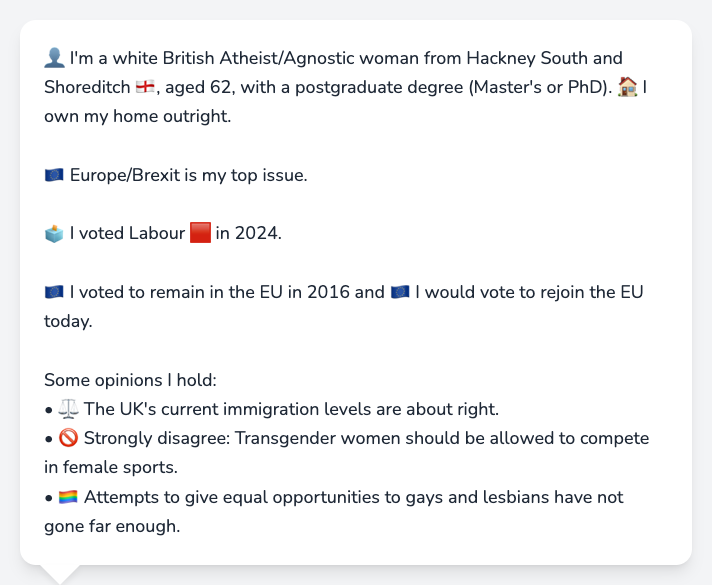 👤 I'm a white British Atheist/Agnostic woman from Hackney South and
Shoreditch 🏴󠁧󠁢󠁥󠁮󠁧󠁿, aged 62, with a postgraduate degree (Master's or PhD). 🏠 I
own my home outright.
🇪🇺 Europe/Brexit is my top issue.
🗳️ I voted Labour 🟥 in 2024.
🇪🇺 I voted to remain in the EU in 2016 and 🇪🇺 I would vote to rejoin the EU
today.
Some opinions I hold:
• ⚖️ The UK's current immigration levels are about right.
• 🚫 Strongly disagree: Transgender women should be allowed to compete
in female sports.
• 🏳️‍🌈 Attempts to give equal opportunities to gays and lesbians have not
gone far enough.